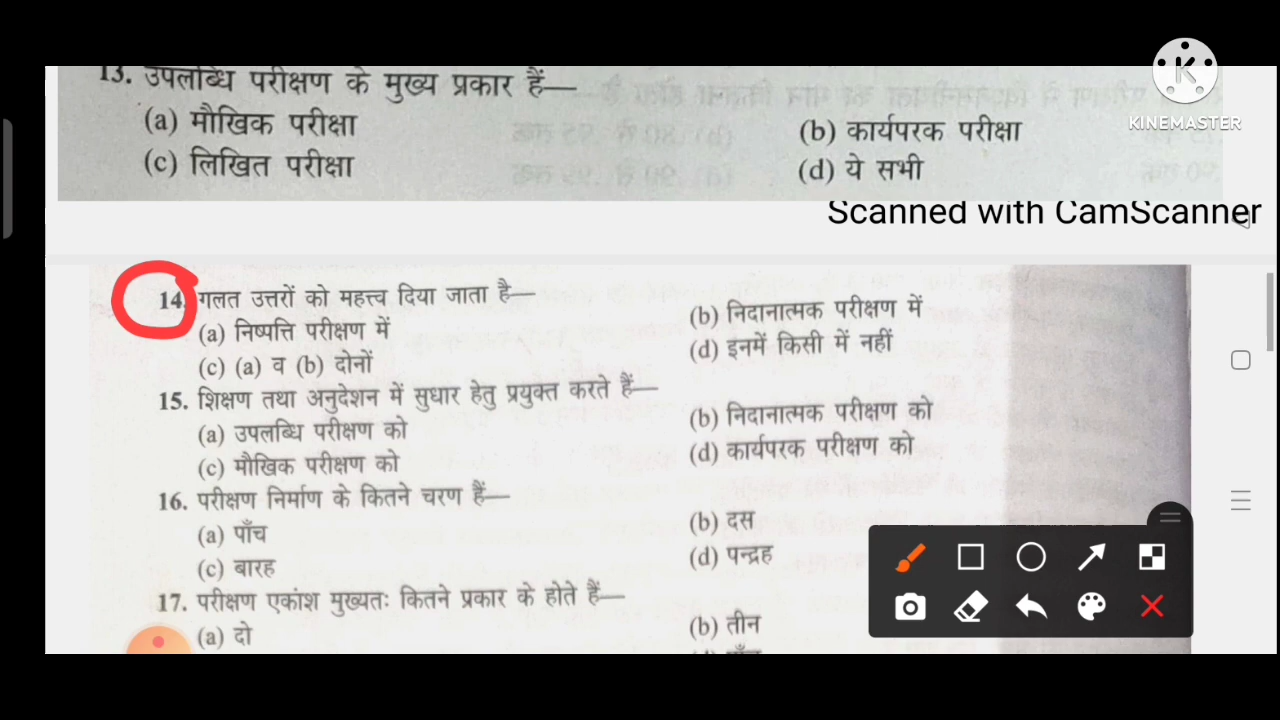 13. उपलब्धि परीक्षण के मुख्य प्रकार हैं—
(a) मौखिक परीक्षा
(b) कार्यपरक परीक्षा
(c) लिखित परीक्षा
(d) ये सभी
KINEMASTER
Scanned with CamScanner
14. गलत उत्तरों को महत्त्व दिया जाता है—
(a) निष्पत्ति परीक्षण में
(b) निदानात्मक परीक्षण में
(c) (a) व (b) दोनों
(d) इनमें किसी में नहीं
15. शिक्षण तथा अनुदेशन में सुधार हेतु प्रयुक्त करते हैं—
(a) उपलब्धि परीक्षण को
(b) निदानात्मक परीक्षण को
(c) मौखिक परीक्षण को
(d) कार्यपरक परीक्षण को
16. परीक्षण निर्माण के कितने चरण हैं—
(a) पाँच
(b) दस
(c) बारह
(d) पन्द्रह
17. परीक्षण एकांश मुख्यतः कितने प्रकार के होते हैं—
(a) दो
(b) तीन